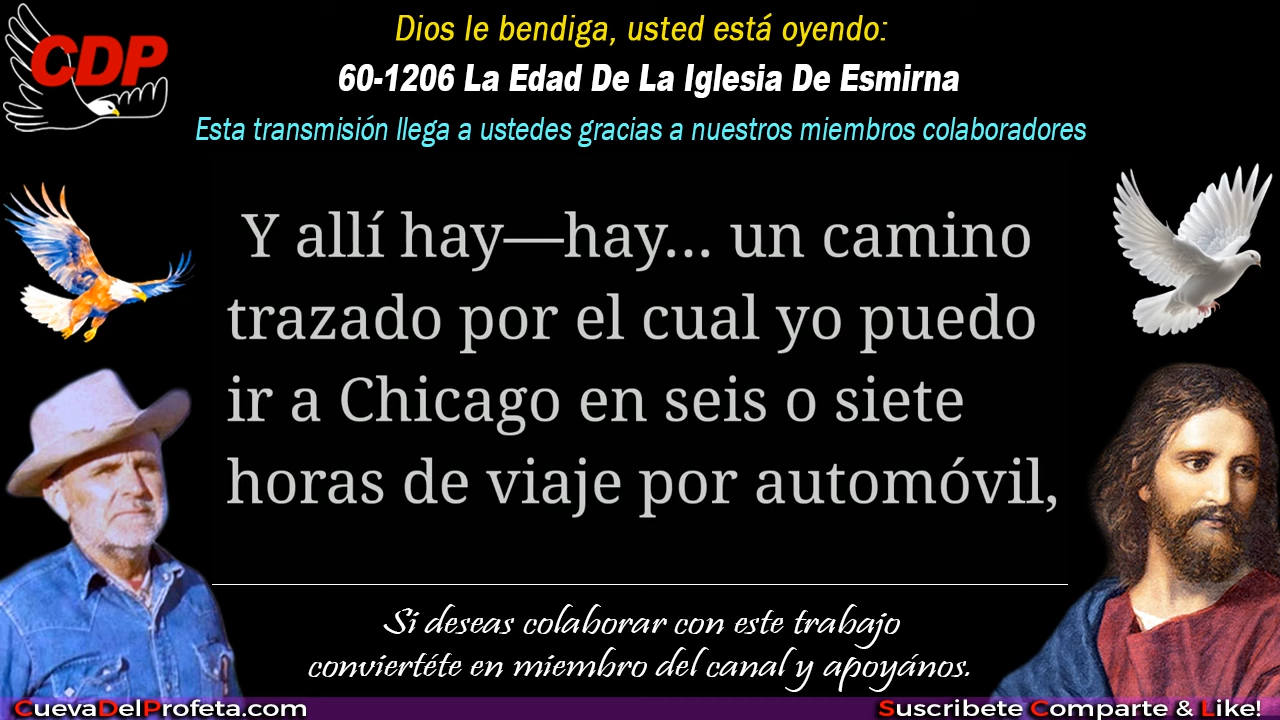 CDP
Dios le bendiga, usted está oyendo:
60-1206 La Edad De La Iglesia De Esmirna
Esta transmisión llega a ustedes gracias a nuestros miembros colaboradores
Y allí hay—hay... un camino
trazado por el cual yo puedo
ir a Chicago en seis o siete
horas de viaje por automóvil,
Si deseas colaborar con este trabajo
conviertéte en miembro del canal y apoyános.
CuevaDelProfeta.com
Suscribete Comparte & Like!